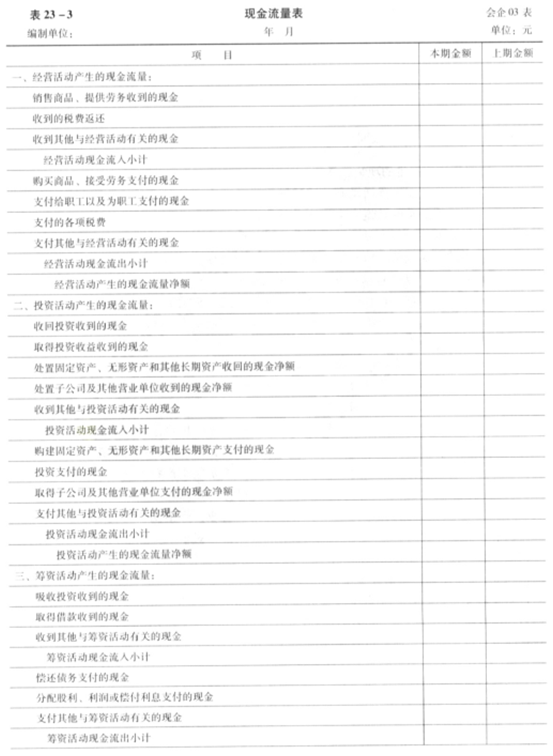 表 23-3 现金流量表 会企 03 表
编制单位: 年 月 单位: 元
项 目 本期金额 上期金额
一、经营活动产生的现金流量:
销售商品、提供劳务收到的现金
收到的税费返还
收到其他与经营活动有关的现金
经营活动现金流入小计
购买商品、接受劳务支付的现金
支付给职工以及为职工支付的现金
支付的各项税费
支付其他与经营活动有关的现金
经营活动现金流出小计
经营活动产生的现金流量净额
二、投资活动产生的现金流量:
收回投资收到的现金
取得投资收益收到的现金
处置固定资产、无形资产和其他长期资产收回的现金净额
处置子公司及其他营业单位收到的现金净额
收到其他与投资活动有关的现金
投资活动现金流入小计
购建固定资产、无形资产和其他长期资产支付的现金
投资支付的现金
取得子公司及其他营业单位支付的现金净额
支付其他与投资活动有关的现金
投资活动现金流出小计
投资活动产生的现金流量净额
三、筹资活动产生的现金流量:
吸收投资收到的现金
取得借款收到的现金
收到其他与筹资活动有关的现金
筹资活动现金流入小计
偿还债务支付的现金
分配股利、利润或偿付利息支付的现金
支付其他与筹资活动有关的现金
筹资活动现金流出小计